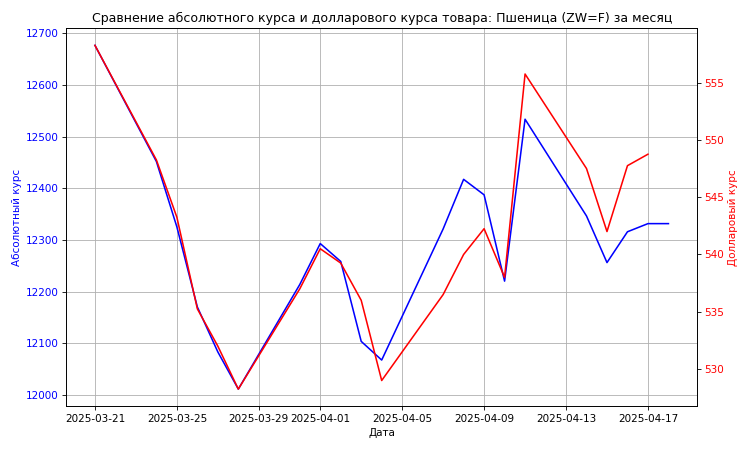 Сравнение абсолютного курса и долларового курса товара: Пшеница (ZW=F) за месяц
12700
12600
12500
12400
12300
12200
12100
12000
Абсолютный курс
555
550
545
540
535
530
Долларовый курс
2025-03-21 2025-03-25 2025-03-29 2025-04-01 2025-04-05 2025-04-09 2025-04-13 2025-04-17
Дата